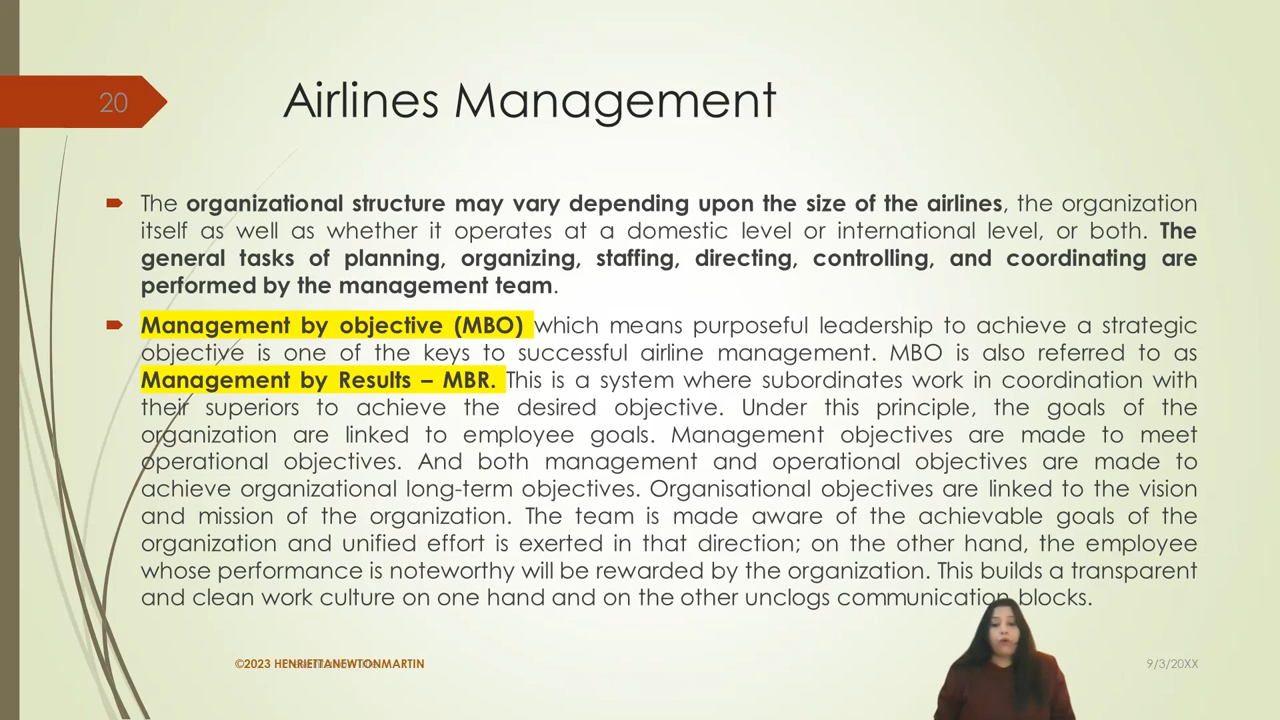 20
Airlines Management
The organizational structure may vary depending upon the size of the airlines, the organization
itself as well as whether it operates at a domestic level or international level, or both. The
general tasks of planning, organizing, staffing, directing, controlling, and coordinating are
performed by the management team.
Management by objective (MBO) which means purposeful leadership to achieve a strategic
objective is one of the keys to successful airline management. MBO is also referred to as
Management by Results – MBR. This is a system where subordinates work in coordination with
their superiors to achieve the desired objective. Under this principle, the goals of the
organization are linked to employee goals. Management objectives are made to meet
operational objectives. And both management and operational objectives are made to
achieve organizational long-term objectives. Organisational objectives are linked to the vision
and mission of the organization. The team is made aware of the achievable goals of the
organization and unified effort is exerted in that direction; on the other hand, the employee
whose performance is noteworthy will be rewarded by the organization. This builds a transparent
and clean work culture on one hand and on the other unclogs communication blocks.
©2023 HENRIETTANEWTONMARTIN
9/3/20XX